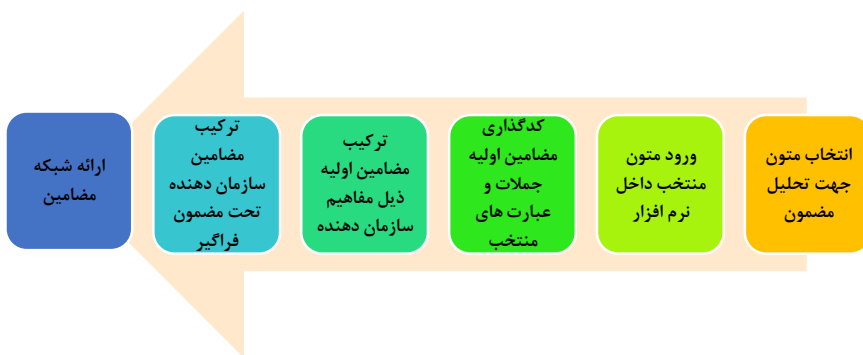 انتخاب متون
جهت تحلیل
مضمون
ورود متون
منتخب داخل
نرم افزار
کدگذاری
مضامین اولیه
جملات و
عبارت های
منتخب
ترکیب
مضامین اولیه
ذیل مفاهیم
سازمان دهنده
ترکیب
مضامین
سازمان دهنده
تحت مضمون
فراگیر
ارائه شبکه
مضامین